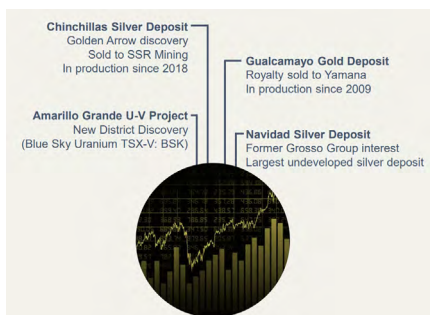 Chinchillas Silver Deposit
Golden Arrow discovery
Sold to SSR Mining
In production since 2018
Gualcamayo Gold Deposit
Royalty sold to Yamana
In production since 2009
Amarillo Grande U-V Project
New District Discovery
(Blue Sky Uranium TSX-V: BSK)
Navidad Silver Deposit
Former Grosso Group interest
Largest undeveloped silver deposit